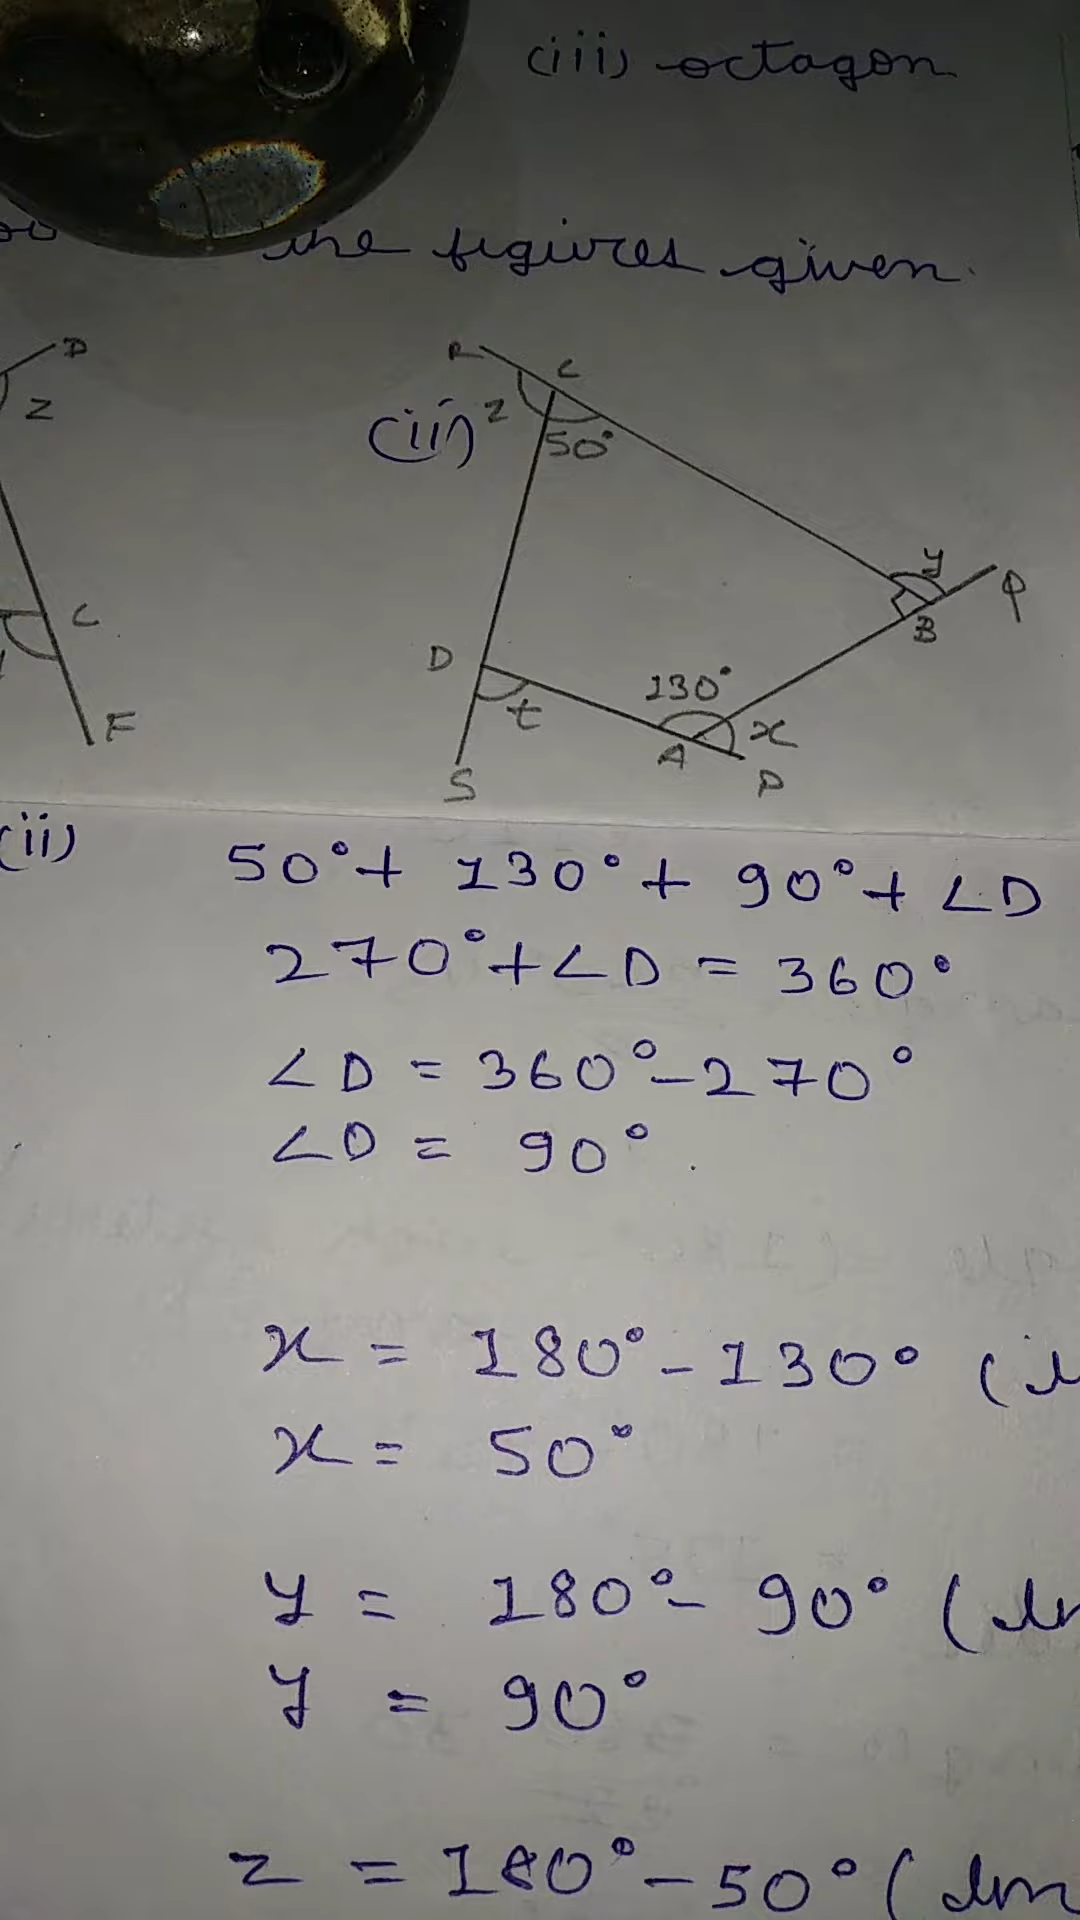 (iii) octagon
the figures given.
D
z
C
F
(ii)
R
C
z
50°
y
Q
B
D
130°
t
x
A
P
S
(ii) 50° + 130° + 90° + ∠D
270° + ∠D = 360°
∠D = 360° - 270°
∠D = 90°.
x = 180° - 130° (
x = 50°
y = 180° - 90° (
y = 90°
z = 180° - 50° (